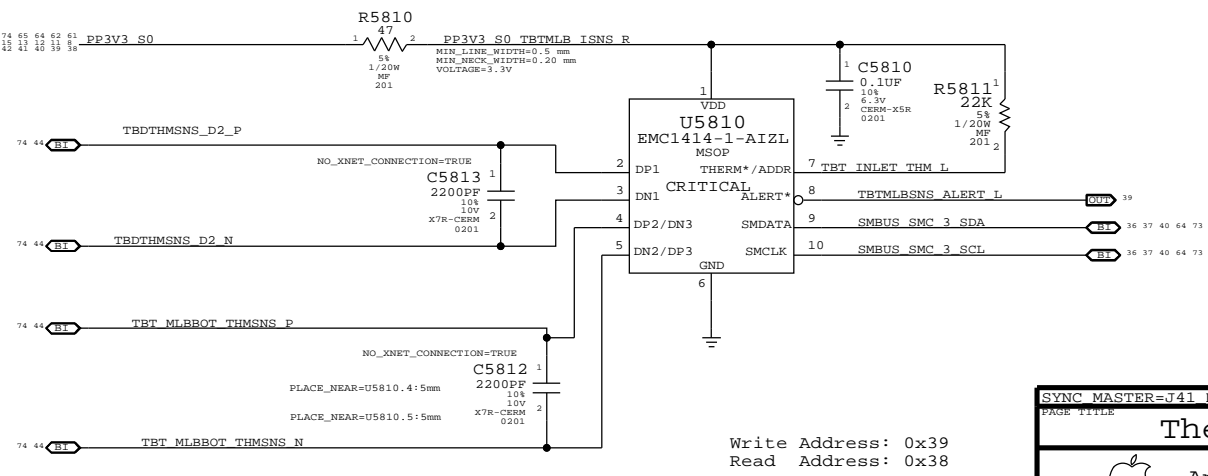 R5810
47
74 65 64 62 61
15 13 12 11 8
42 41 40 39 38
PP3V3_S0
1
2
PP3V3_S0_TBTMLB_ISNS_R
5%
1/20W
MF
201
MIN_LINE_WIDTH=0.5 mm
MIN_NECK_WIDTH=0.20 mm
VOLTAGE=3.3V
1
C5810
0.1UF
10%
6.3V
CERM-X5R
0201
2
R5811
1
22K
5%
1/20W
MF
201
2
1
VDD
U5810
EMC1414-1-AIZL
MSOP
CRITICAL
74 44
BI
TBDTHMSNS_D2_P
NO_XNET_CONNECTION=TRUE
C5813
1
2200PF
10%
10V
X7R-CERM
0201
2
2 DP1
THERM*/ADDR 7 TBT_INLET_THM_L
3 DN1
ALERT* 8 TBTMLBSNS_ALERT_L OUT 39
4 DP2/DN3
SMDATA 9 SMBUS_SMC_3_SDA BI 36 37 40 64 73
5 DN2/DP3
SMCLK 10 SMBUS_SMC_3_SCL BI 36 37 40 64 73
GND
6
74 44
BI
TBDTHMSNS_D2_N
74 44
BI
TBT_MLBBOT_THMSNS_P
NO_XNET_CONNECTION=TRUE
C5812
1
2200PF
10%
10V
X7R-CERM
0201
2
PLACE_NEAR=U5810.4:5mm
PLACE_NEAR=U5810.5:5mm
74 44
BI
TBT_MLBBOT_THMSNS_N
Write Address: 0x39
Read Address: 0x38
SYNC_MASTER=J41_
PAGE TITLE
The